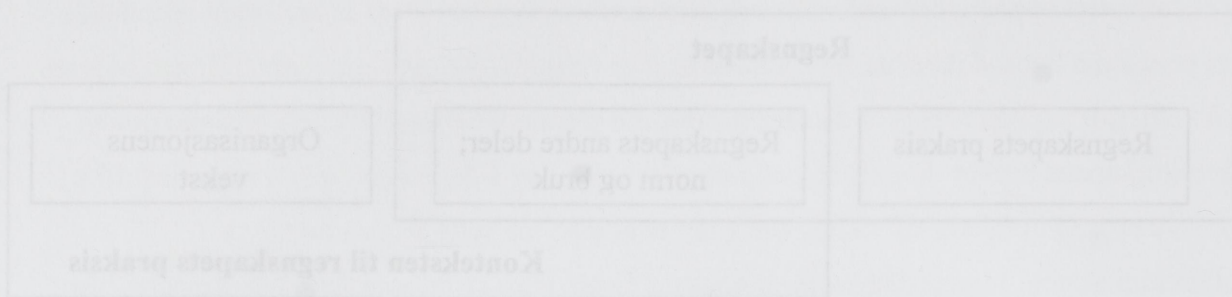 Regnskapet
Regnskapets praksis
Regnskapets andre deler;
norm og bruk
Organisasjonens
vekst
Konteksten til regnskapets praksis